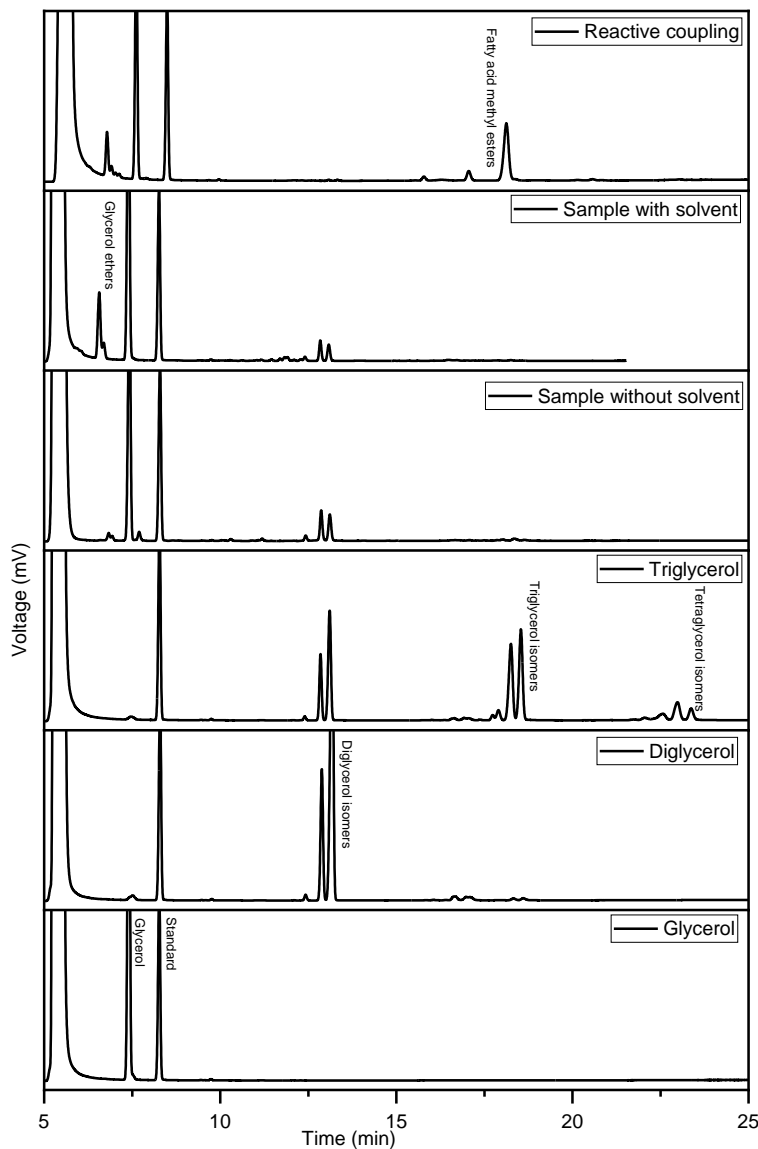 Reactive coupling
Fatty acid methyl esters
Sample with solvent
Glycerol ethers
Sample without solvent
Triglycerol
Triglycerol isomers
Tetraglycerol isomers
Voltage (mV)
Diglycerol
Diglycerol isomers
Glycerol
Glycerol
Standard
5 10 15 20 25
Time (min)